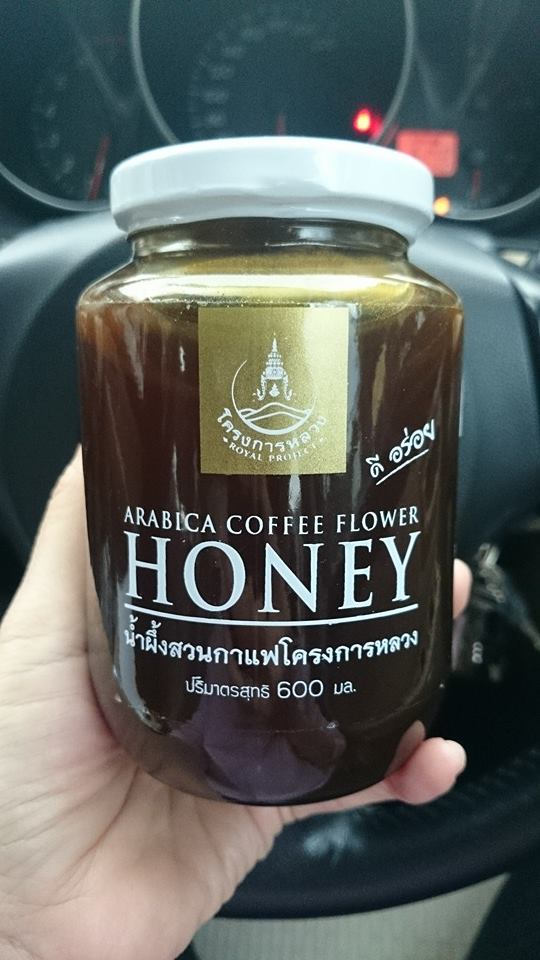 โครงการหลวง
• ROYAL PROJECT •
ดี อร่อย
ARABICA COFFEE FLOWER
HONEY
น้ำผึ้งสวนกาแฟโครงการหลวง
ปริมาตรสุทธิ 600 มล.